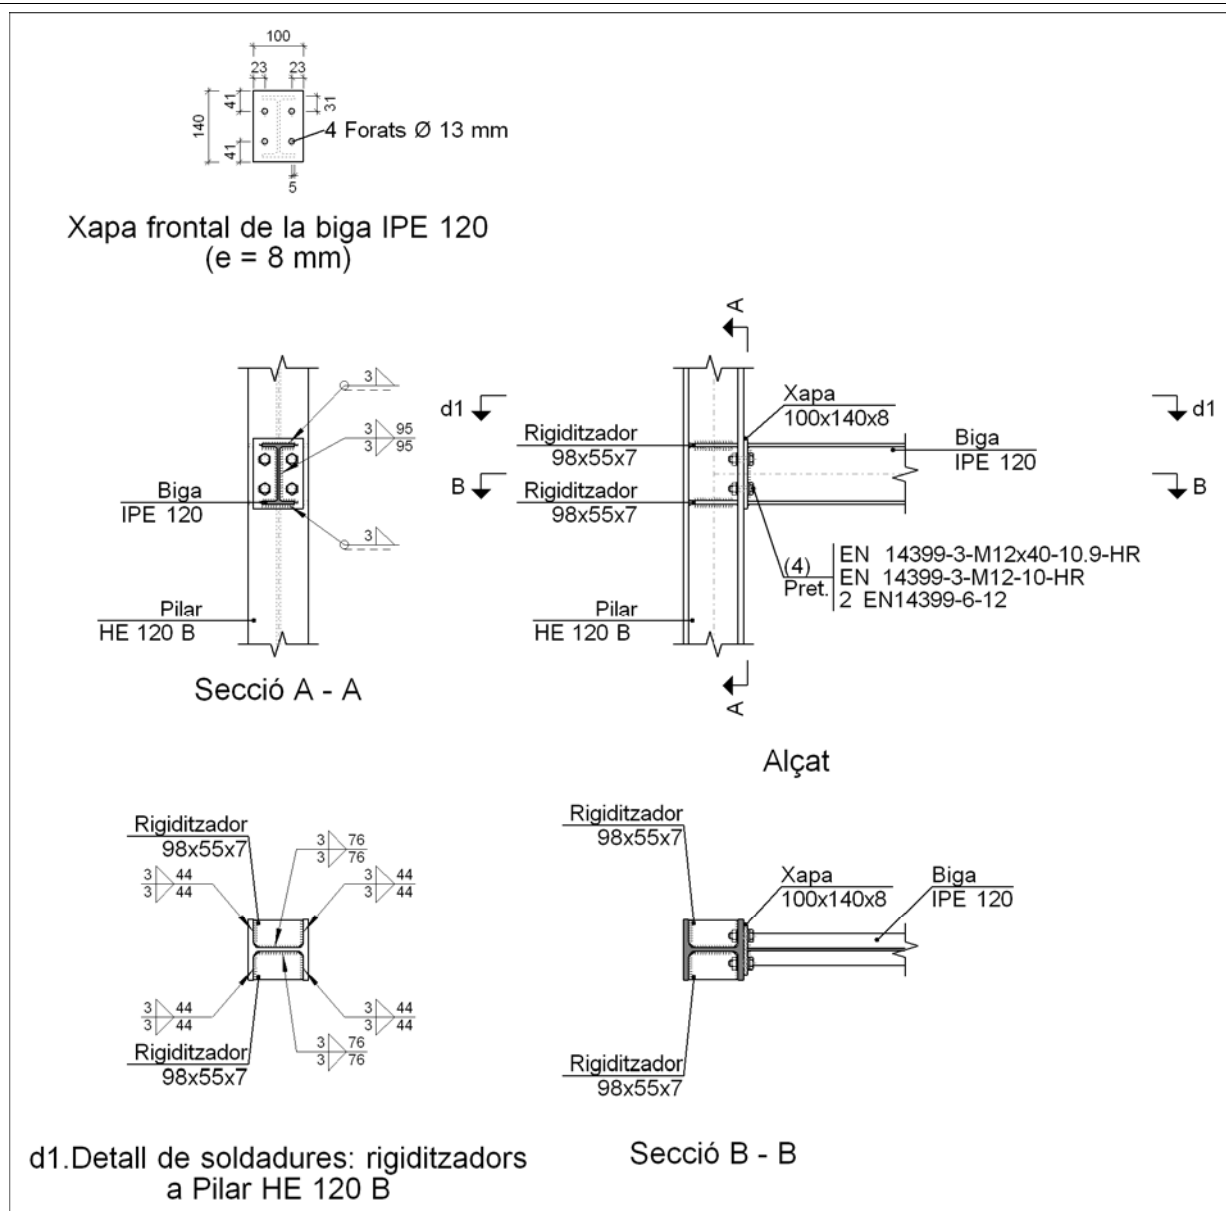 100
23 23
41 31
140
4 Forats Ø 13 mm
41
5
Xapa frontal de la biga IPE 120
(e = 8 mm)
3
3 95
3 95
Biga
IPE 120
3
Pilar
HE 120 B
Secció A - A
A
d1 d1
Xapa
100x140x8
Rigiditzador
98x55x7
Biga
IPE 120
B B
Rigiditzador
98x55x7
(4)
Pret.
EN 14399-3-M12x40-10.9-HR
EN 14399-3-M12-10-HR
2 EN14399-6-12
Pilar
HE 120 B
A
Alçat
Rigiditzador
98x55x7
3 76
3 76
3 44
3 44
3 44
3 44
3 44
3 44
3 44
3 44
Rigiditzador
98x55x7
3 76
3 76
d1.Detall de soldadures: rigiditzadors
a Pilar HE 120 B
Rigiditzador
98x55x7
Xapa
100x140x8
Biga
IPE 120
Rigiditzador
98x55x7
Secció B - B